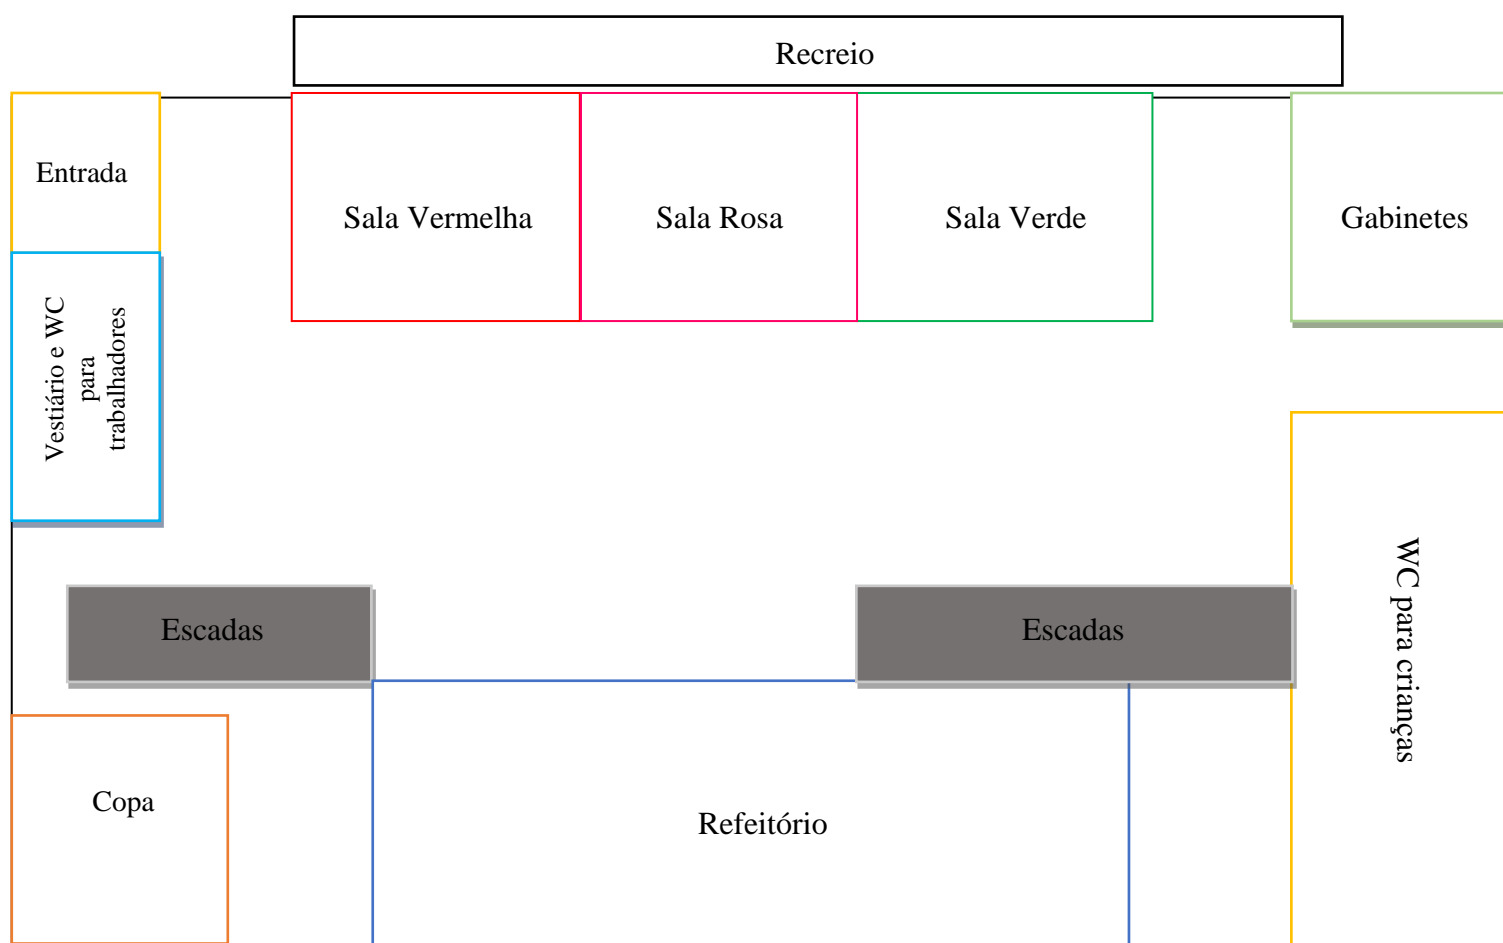 Recreio
Entrada
Sala Vermelha
Sala Rosa
Sala Verde
Gabinetes
Vestiário e WC
para
trabalhadores
Escadas
Escadas
WC para crianças
Copa
Refeitório